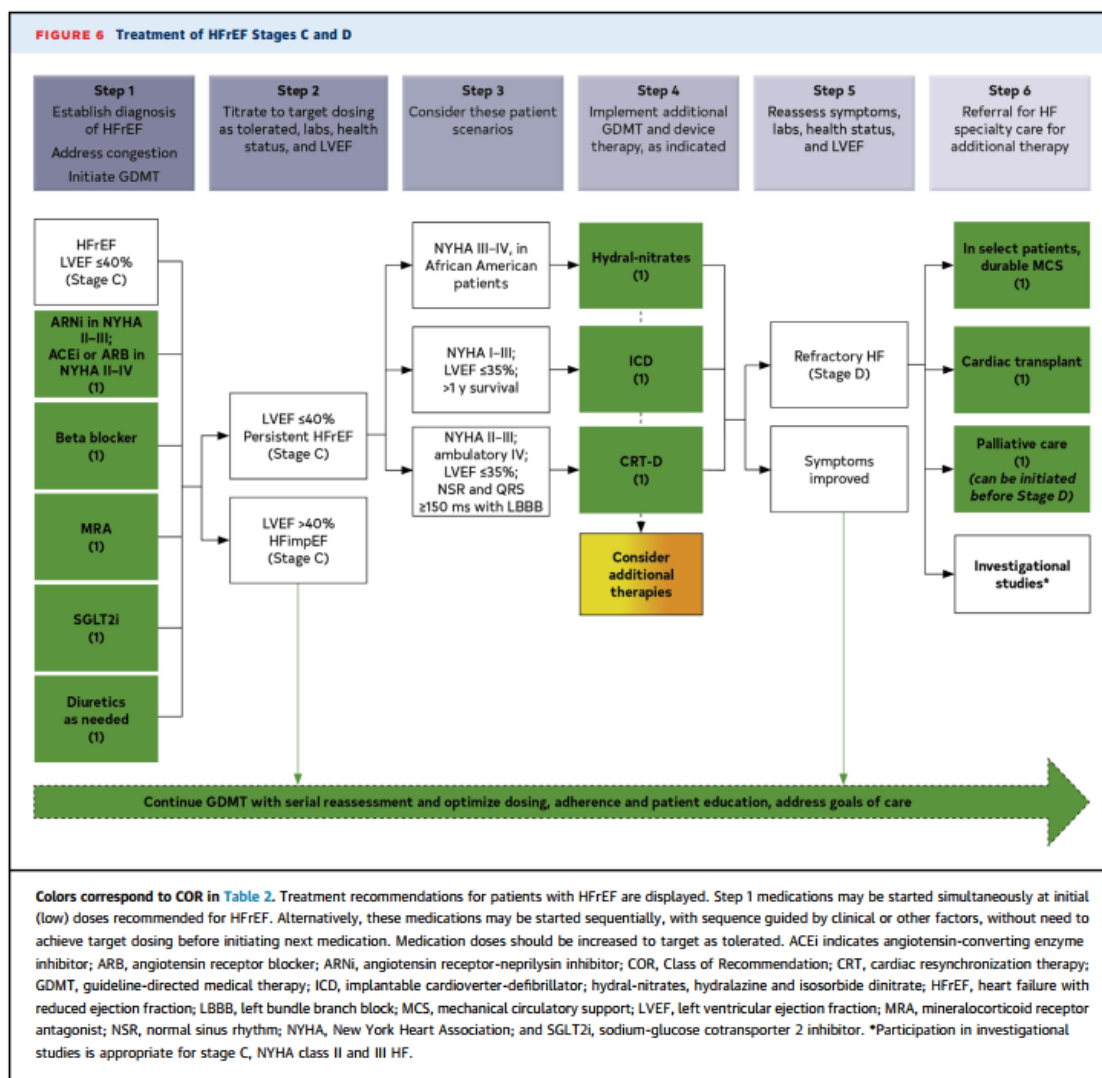 FIGURE 6 Treatment of HFrEF Stages C and D
Step 1
Establish diagnosis
of HFrEF
Address congestion
Initiate GDMT
Step 2
Titrate to target dosing
as tolerated, labs, health
status, and LVEF
Step 3
Consider these patient
scenarios
Step 4
Implement additional
GDMT and device
therapy, as indicated
Step 5
Reassess symptoms,
labs, health status,
and LVEF
Step 6
Referral for HF
specialty care for
additional therapy
HFrEF
LVEF ≤40%
(Stage C)
ARNi in NYHA
II–III;
ACEi or ARB in
NYHA II–IV
(1)
Beta blocker
(1)
MRA
(1)
SGLT2i
(1)
Diuretics
as needed
(1)
LVEF ≤40%
Persistent HFrEF
(Stage C)
LVEF >40%
HFimpEF
(Stage C)
NYHA III–IV, in
African American
patients
NYHA I–III;
LVEF ≤35%;
>1 y survival
NYHA II–III;
ambulatory IV;
LVEF ≤35%;
NSR and QRS
≥150 ms with LBBB
Hydral-nitrates
(1)
ICD
(1)
CRT-D
(1)
Consider
additional
therapies
Refractory HF
(Stage D)
Symptoms
improved
In select patients,
durable MCS
(1)
Cardiac transplant
(1)
Palliative care
(1)
(can be initiated
before Stage D)
Investigational
studies*
Continue GDMT with serial reassessment and optimize dosing, adherence and patient education, address goals of care
Colors correspond to COR in Table 2. Treatment recommendations for patients with HFrEF are displayed. Step 1 medications may be started simultaneously at initial
(low) doses recommended for HFrEF. Alternatively, these medications may be started sequentially, with sequence guided by clinical or other factors, without need to
achieve target dosing before initiating next medication. Medication doses should be increased to target as tolerated. ACEi indicates angiotensin-converting enzyme
inhibitor; ARB, angiotensin receptor blocker; ARNi, angiotensin receptor-neprilysin inhibitor; COR, Class of Recommendation; CRT, cardiac resynchronization therapy;
GDMT, guideline-directed medical therapy; ICD, implantable cardioverter-defibrillator; hydral-nitrates, hydralazine and isosorbide dinitrate; HFrEF, heart failure with
reduced ejection fraction; LBBB, left bundle branch block; MCS, mechanical circulatory support; LVEF, left ventricular ejection fraction; MRA, mineralocorticoid receptor
antagonist; NSR, normal sinus rhythm; NYHA, New York Heart Association; and SGLT2i, sodium-glucose cotransporter 2 inhibitor. *Participation in investigational
studies is appropriate for stage C, NYHA class II and III HF.